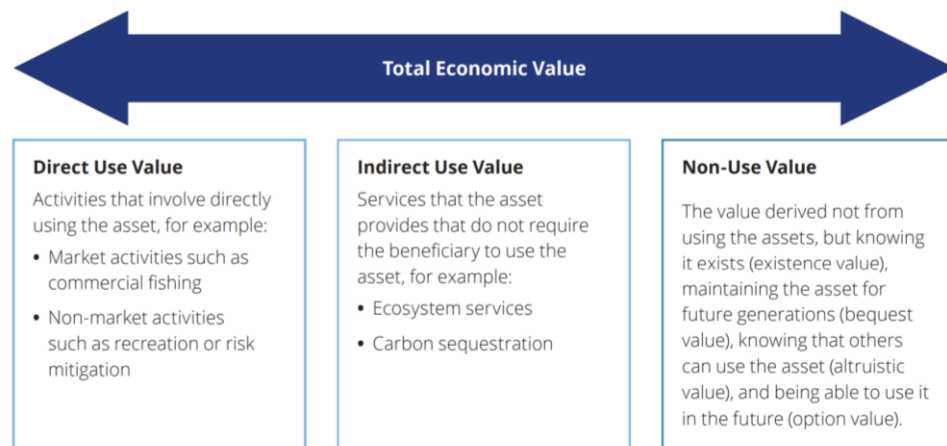 Total Economic Value
Direct Use Value
Activities that involve directly
using the asset, for example:
• Market activities such as
commercial fishing
• Non-market activities
such as recreation or risk
mitigation
Indirect Use Value
Services that the asset
provides that do not require
the beneficiary to use the
asset, for example:
• Ecosystem services
• Carbon sequestration
Non-Use Value
The value derived not from
using the assets, but knowing
it exists (existence value),
maintaining the asset for
future generations (bequest
value), knowing that others
can use the asset (altruistic
value), and being able to use it
in the future (option value).